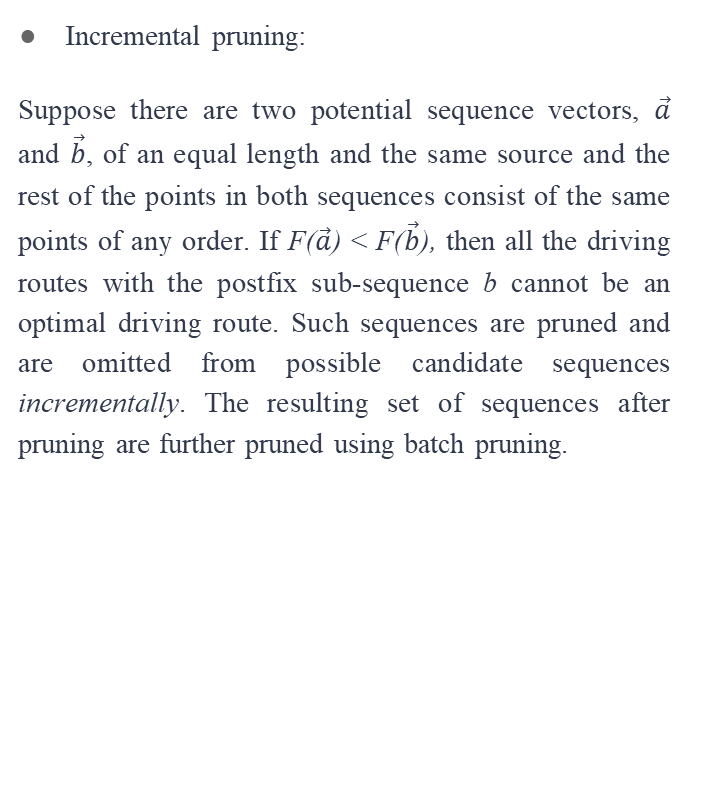 ● Incremental pruning:
Suppose there are two potential sequence vectors, a⃗
and b⃗, of an equal length and the same source and the
rest of the points in both sequences consist of the same
points of any order. If F(a⃗) < F(b⃗), then all the driving
routes with the postfix sub-sequence b cannot be an
optimal driving route. Such sequences are pruned and
are omitted from possible candidate sequences
incrementally. The resulting set of sequences after
pruning are further pruned using batch pruning.